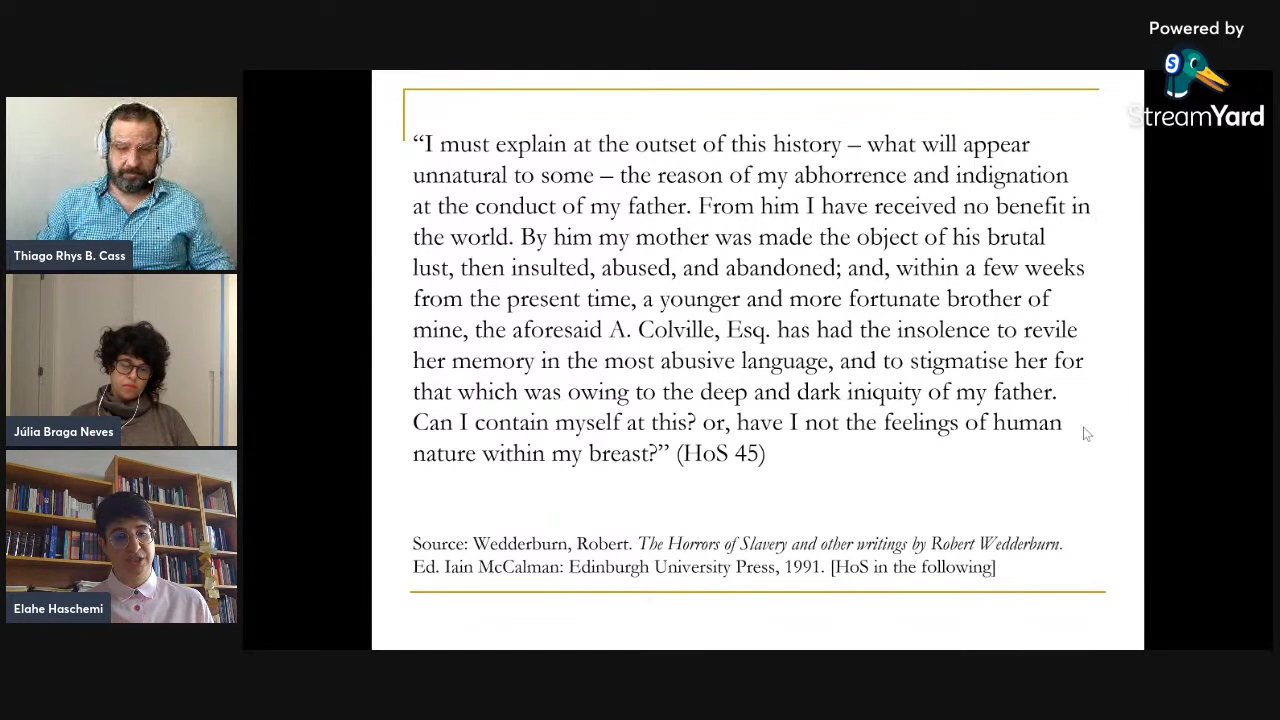 Powered by
S
StreamYard
Thiago Rhys B. Cass
Júlia Braga Neves
Elahe Haschemi
“I must explain at the outset of this history – what will appear
unnatural to some – the reason of my abhorrence and indignation
at the conduct of my father. From him I have received no benefit in
the world. By him my mother was made the object of his brutal
lust, then insulted, abused, and abandoned; and, within a few weeks
from the present time, a younger and more fortunate brother of
mine, the aforesaid A. Colville, Esq. has had the insolence to revile
her memory in the most abusive language, and to stigmatise her for
that which was owing to the deep and dark iniquity of my father.
Can I contain myself at this? or, have I not the feelings of human
nature within my breast?” (HoS 45)
Source: Wedderburn, Robert. The Horrors of Slavery and other writings by Robert Wedderburn.
Ed. Iain McCalman: Edinburgh University Press, 1991. [HoS in the following]